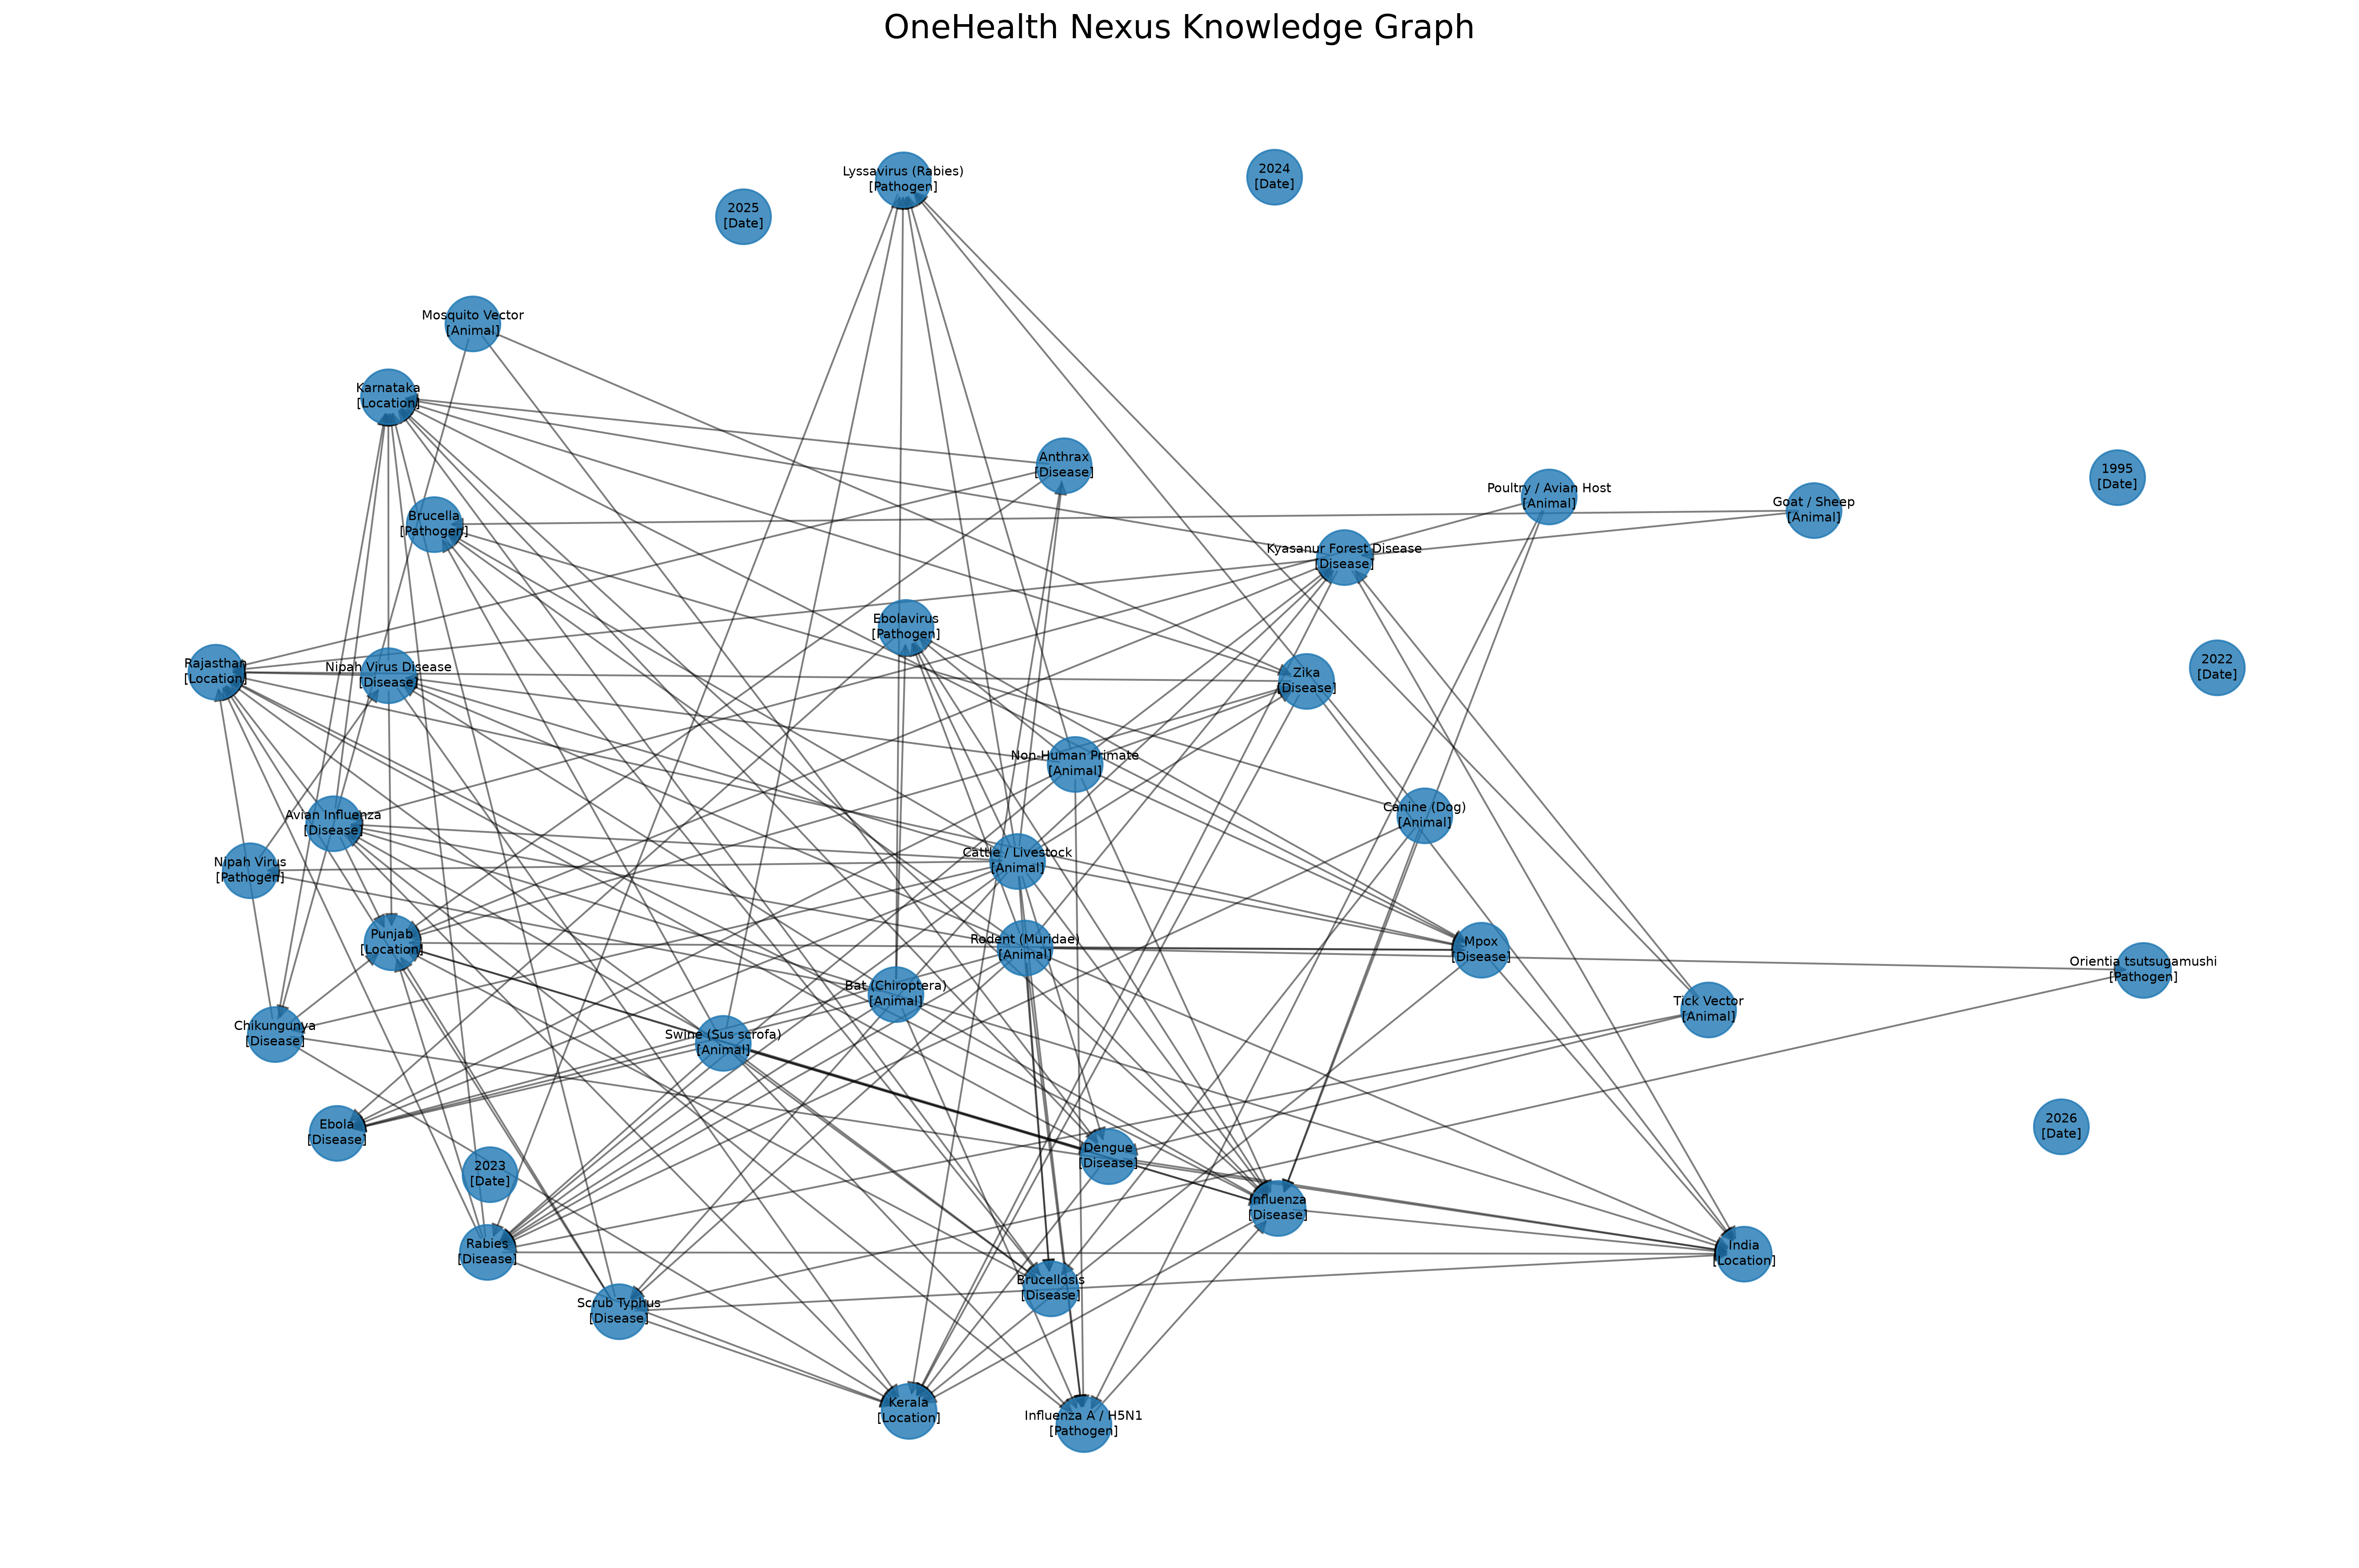 OneHealth Nexus Knowledge Graph
Lyssavirus (Rabies)
[Pathogen]
2024
[Date]
2025
[Date]
Mosquito Vector
[Animal]
Karnataka
[Location]
Anthrax
[Disease]
1995
[Date]
Poultry / Avian Host
[Animal]
Goat / Sheep
[Animal]
Brucella
[Pathogen]
Kyasanur Forest Disease
[Disease]
Ebolavirus
[Pathogen]
Rajasthan
[Location]
Nipah Virus Disease
[Disease]
Zika
[Disease]
2022
[Date]
Non-Human Primate
[Animal]
Canine (Dog)
[Animal]
Avian Influenza
[Disease]
Nipah Virus
[Pathogen]
Cattle / Livestock
[Animal]
Punjab
[Location]
Rodent (Muridae)
[Animal]
Mpox
[Disease]
Orientia tsutsugamushi
[Pathogen]
Bat (Chiroptera)
[Animal]
Tick Vector
[Animal]
Chikungunya
[Disease]
Swine (Sus scrofa)
[Animal]
Ebola
[Disease]
2026
[Date]
Dengue
[Disease]
2023
[Date]
Influenza
[Disease]
Rabies
[Disease]
India
[Location]
Brucellosis
[Disease]
Scrub Typhus
[Disease]
Kerala
[Location]
Influenza A / H5N1
[Pathogen]